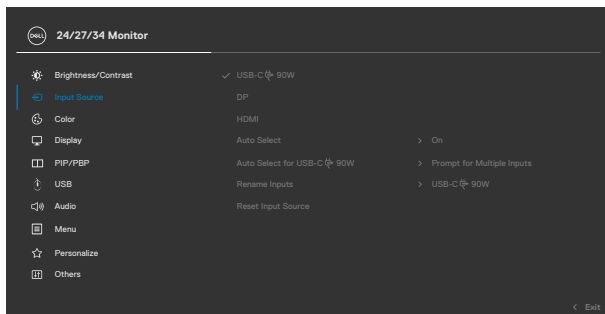 DELL 24/27/34 Monitor
Brightness/Contrast USB-C 90W
Input Source DP
Color HDMI
Display Auto Select > On
PIP/PBP Auto Select for USB-C 90W > Prompt for Multiple Inputs
USB Rename Inputs > USB-C 90W
Audio Reset Input Source
Menu
Personalize
Others
< Exit